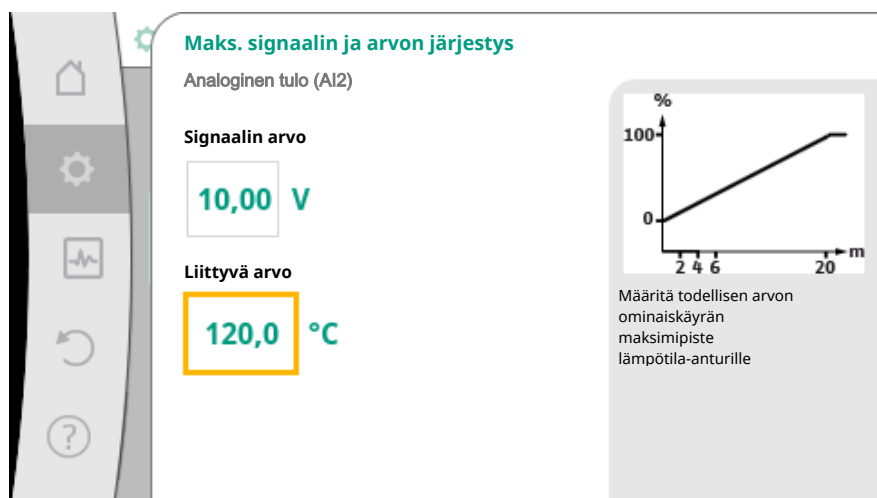 Maks. signaalin ja arvon järjestys
Analoginen tulo (AI2)
Signaalin arvo
10,00 V
Liittyvä arvo
120,0 °C
%
100
0
2 4 6 20
m
Määritä todellisen arvon
ominaiskäyrän
maksimipiste
lämpötila-anturille
?